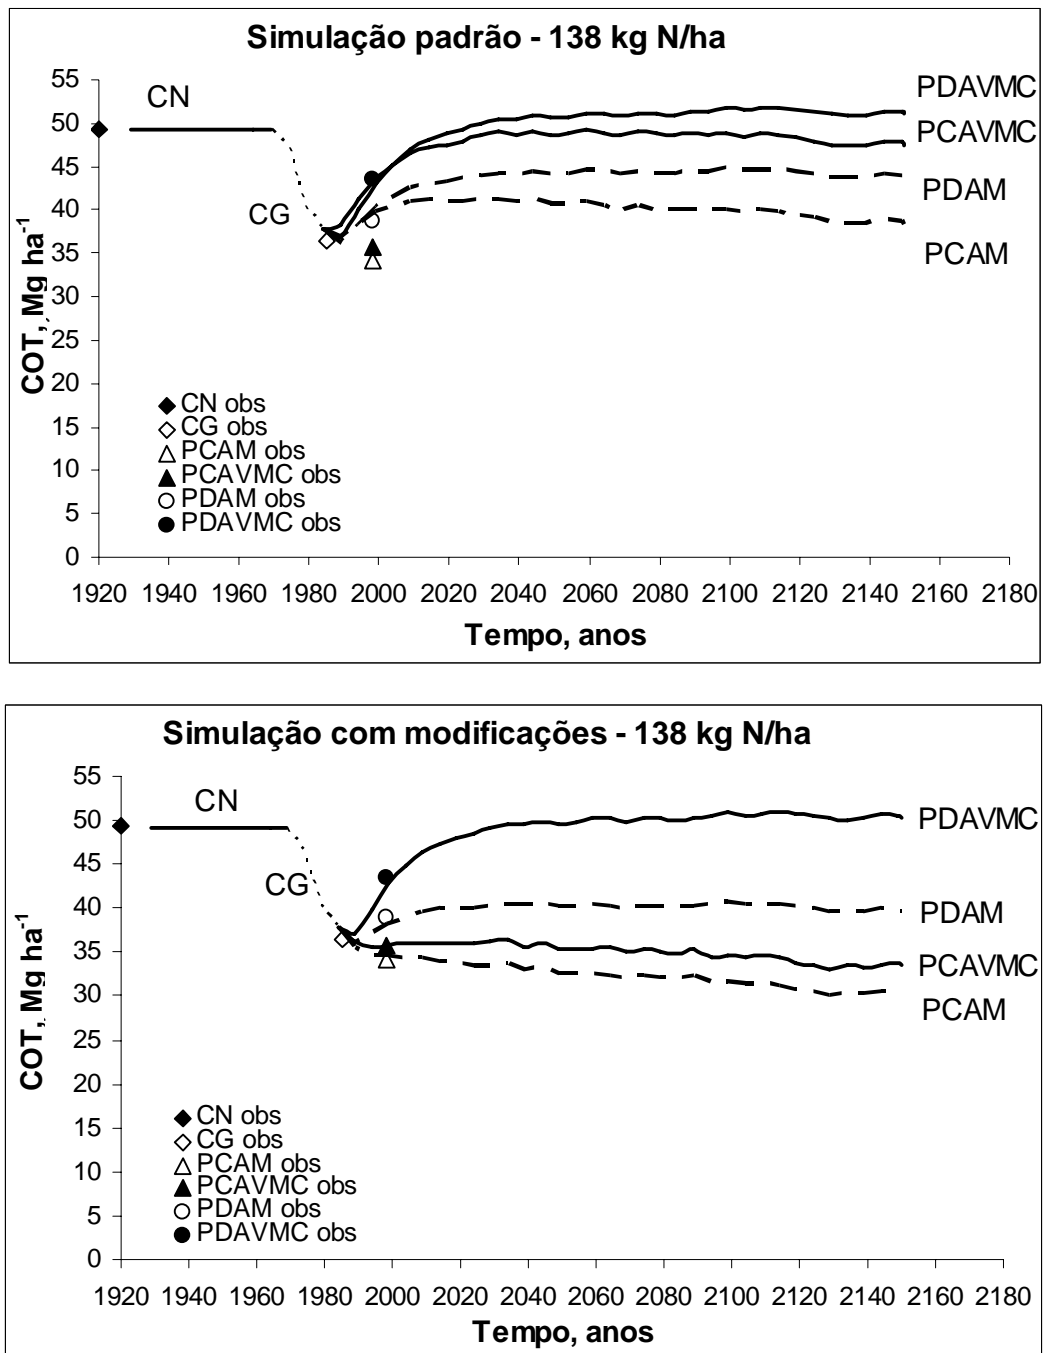 Simulação padrão - 138 kg N/ha
COT, Mg ha-1
55
50
45
40
35
30
25
20
15
10
5
0
CN
CG
PDAVMC
PCAVMC
PDAM
PCAM
CN obs
CG obs
PCAM obs
PCAVMC obs
PDAM obs
PDAVMC obs
1920 1940 1960 1980 2000 2020 2040 2060 2080 2100 2120 2140 2160 2180
Tempo, anos
Simulação com modificações - 138 kg N/ha
COT, Mg ha-1
55
50
45
40
35
30
25
20
15
10
5
0
CN
CG
PDAVMC
PDAM
PCAVMC
PCAM
CN obs
CG obs
PCAM obs
PCAVMC obs
PDAM obs
PDAVMC obs
1920 1940 1960 1980 2000 2020 2040 2060 2080 2100 2120 2140 2160 2180
Tempo, anos